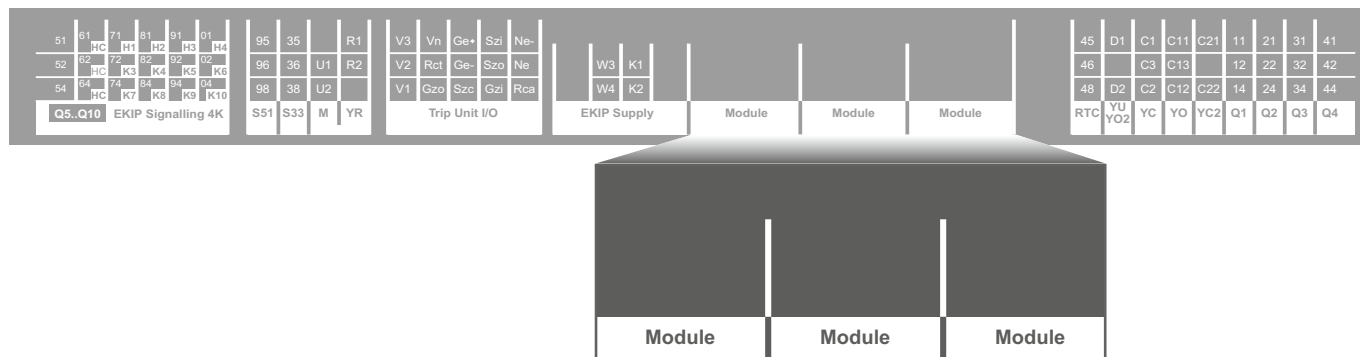 51 61 HC 71 H1 81 H2 91 H3 01 H4
52 62 HC 72 K3 82 K4 92 K5 02 K6
54 64 HC 74 K7 84 K8 94 K9 04 K10
Q5..Q10 EKIP Signalling 4K
95 35 R1
96 36 U1 R2
98 38 U2
S51 S33 M YR
V3 Vn Ge+ Szi Ne-
V2 Rct Ge- Szo Ne
V1 Gzo Szc Gzi Rca
Trip Unit I/O
W3 K1
W4 K2
EKIP Supply
Module Module Module
45 D1 C1 C11 C21 11 21 31 41
46 C3 C13 12 22 32 42
48 D2 C2 C12 C22 14 24 34 44
RTC YU YO2 YC YO YC2 Q1 Q2 Q3 Q4
Module Module Module